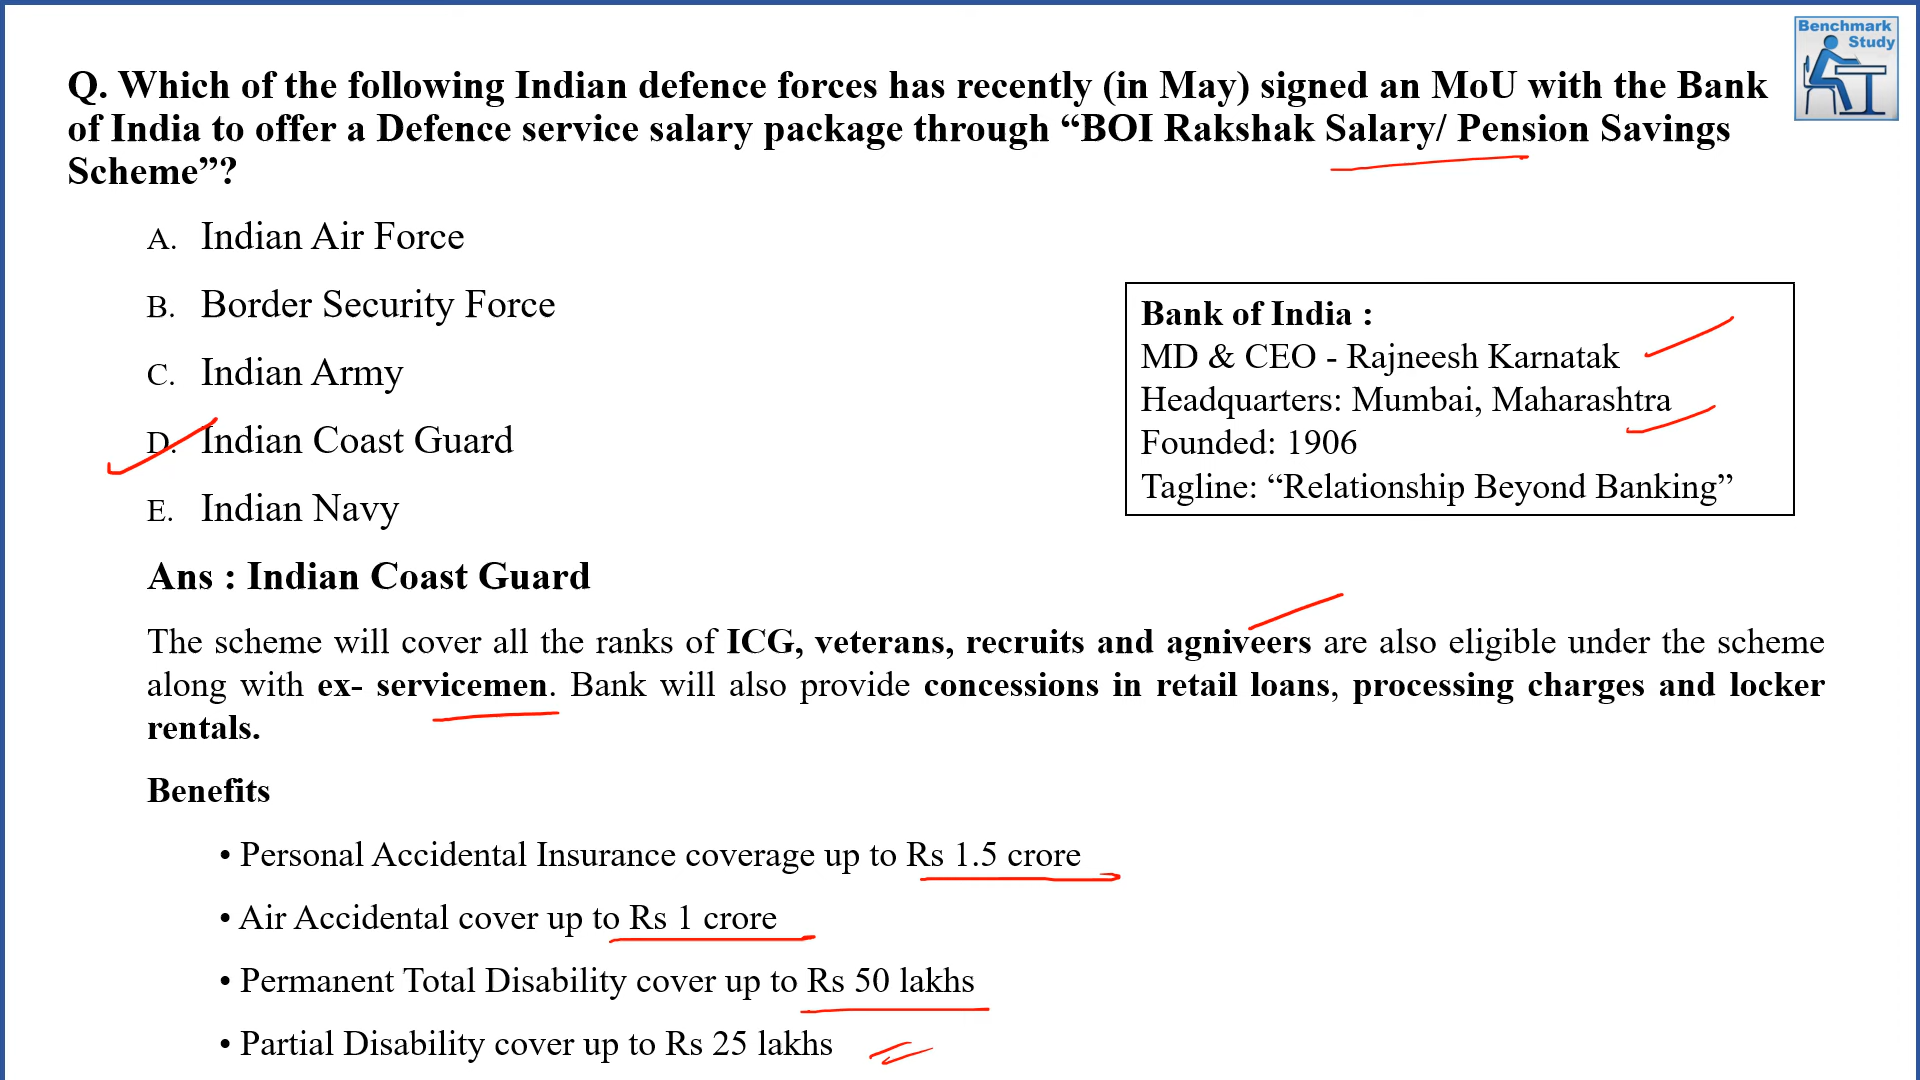 Benchmark
Study
Q. Which of the following Indian defence forces has recently (in May) signed an MoU with the Bank
of India to offer a Defence service salary package through “BOI Rakshak Salary/ Pension Savings
Scheme”?
A. Indian Air Force
B. Border Security Force
C. Indian Army
D. Indian Coast Guard
E. Indian Navy
Bank of India :
MD & CEO - Rajneesh Karnatak
Headquarters: Mumbai, Maharashtra
Founded: 1906
Tagline: “Relationship Beyond Banking”
Ans : Indian Coast Guard
The scheme will cover all the ranks of ICG, veterans, recruits and agniveers are also eligible under the scheme
along with ex- servicemen. Bank will also provide concessions in retail loans, processing charges and locker
rentals.
Benefits
• Personal Accidental Insurance coverage up to Rs 1.5 crore
• Air Accidental cover up to Rs 1 crore
• Permanent Total Disability cover up to Rs 50 lakhs
• Partial Disability cover up to Rs 25 lakhs